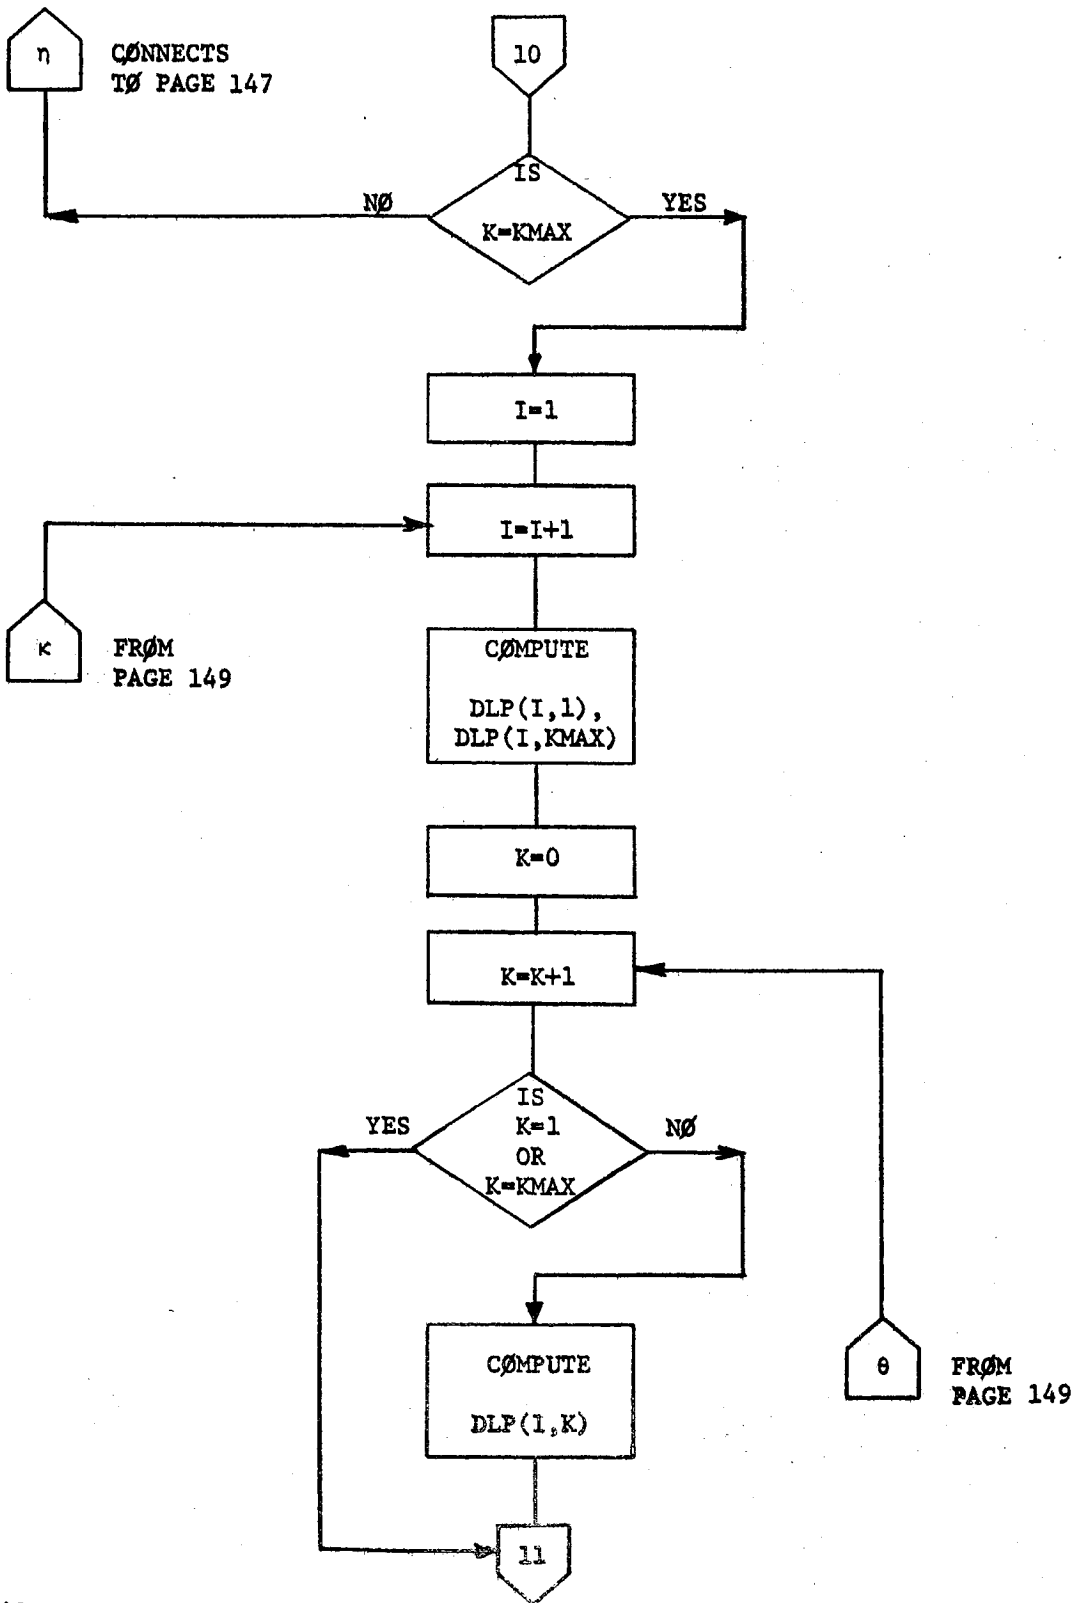 η
CØNNECTS
TØ PAGE 147
10
IS
K=KMAX
NØ
YES
I=1
I=I+1
κ
FRØM
PAGE 149
CØMPUTE
DLP(I,1),
DLP(I,KMAX)
K=0
K=K+1
IS
K=1
OR
K=KMAX
YES
NØ
CØMPUTE
DLP(1,K)
θ
FRØM
PAGE 149
11